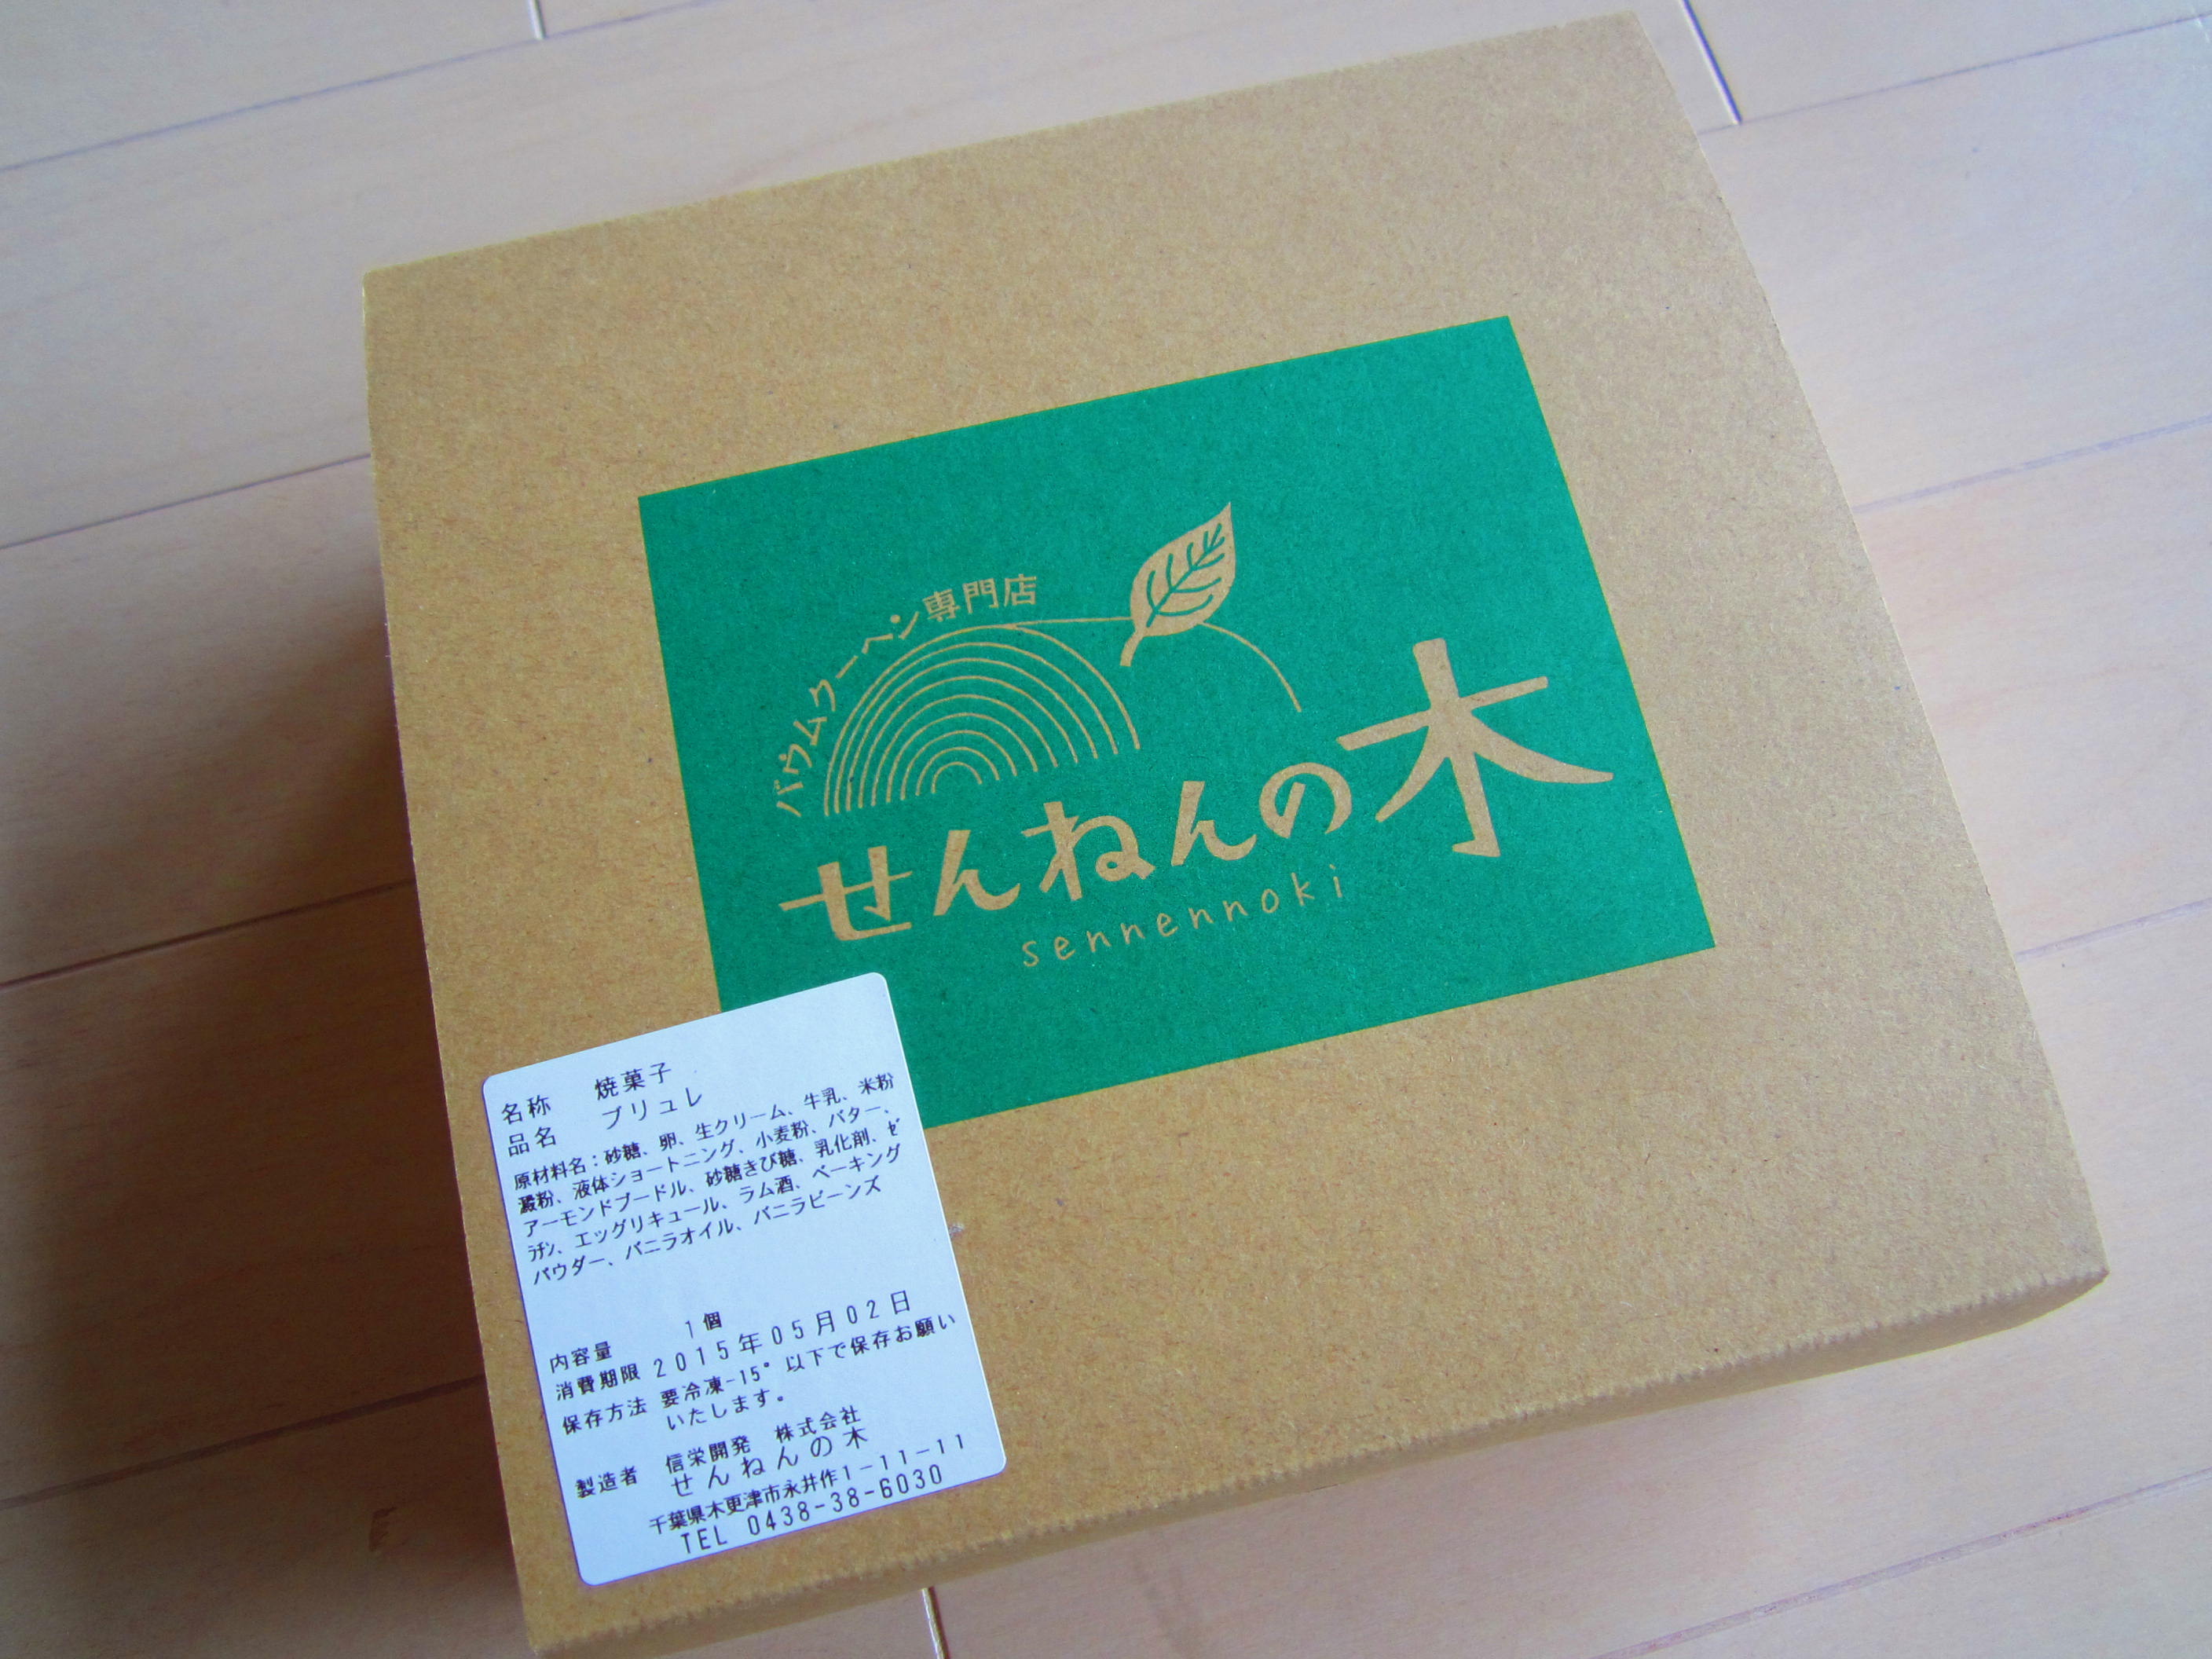 バウムクーヘン専門店
せんねんの木
sennennoki
名称 焼菓子
品名 ブリュレ
原材料名：砂糖、卵、生クリーム、牛乳、米粉
澱粉、液体ショートニング、小麦粉、バター、
アーモンドプードル、砂糖きび糖、乳化剤、ｾﾞ
ﾗﾁﾝ、エッグリキュール、ラム酒、ベーキング
パウダー、バニラオイル、バニラビーンズ
内容量 1個
消費期限 2015年05月02日
保存方法 要冷凍-15°以下で保存お願い
いたします。
製造者 信栄開発 株式会社
せんねんの木
千葉県木更津市永井作1-11-11
TEL 0438-38-6030